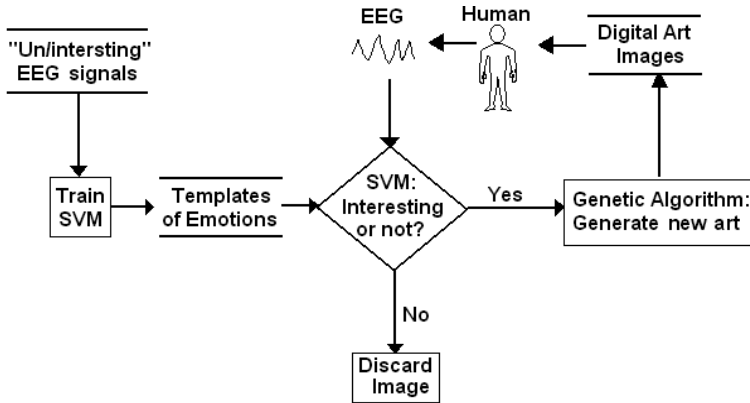 "Un/intersting"
EEG signals
Train
SVM
Templates
of Emotions
EEG
Human
Digital Art
Images
SVM:
Interesting
or not?
Yes
Genetic Algorithm:
Generate new art
No
Discard
Image